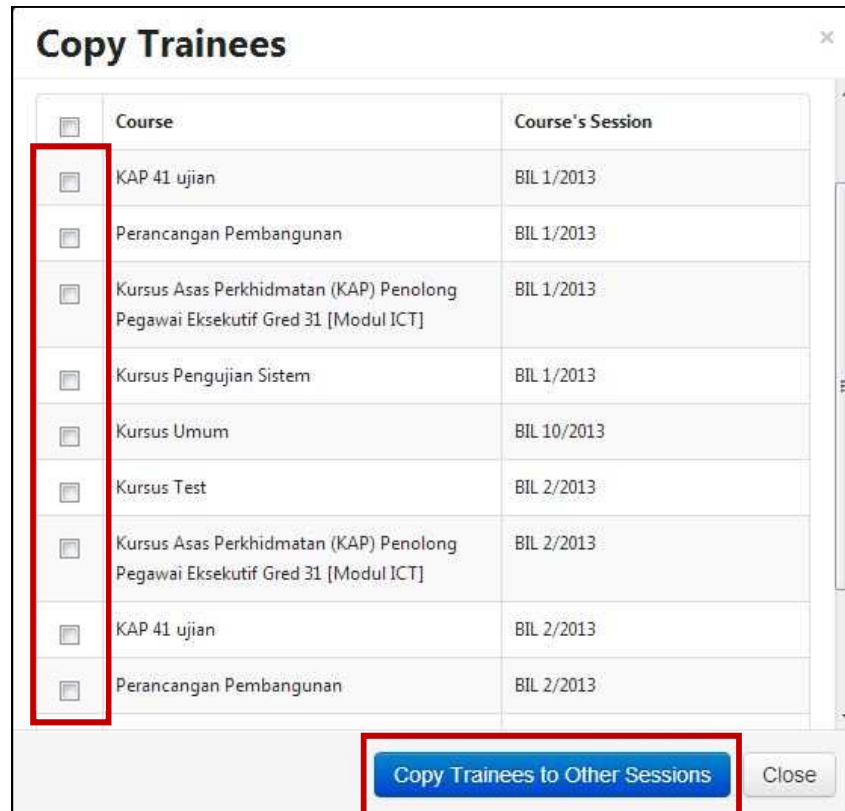 Copy Trainees
×
Course Course's Session
KAP 41 ujian BIL 1/2013
Perancangan Pembangunan BIL 1/2013
Kursus Asas Perkhidmatan (KAP) Penolong BIL 1/2013
Pegawai Eksekutif Gred 31 [Modul ICT]
Kursus Pengujian Sistem BIL 1/2013
Kursus Umum BIL 10/2013
Kursus Test BIL 2/2013
Kursus Asas Perkhidmatan (KAP) Penolong BIL 2/2013
Pegawai Eksekutif Gred 31 [Modul ICT]
KAP 41 ujian BIL 2/2013
Perancangan Pembangunan BIL 2/2013
Copy Trainees to Other Sessions Close